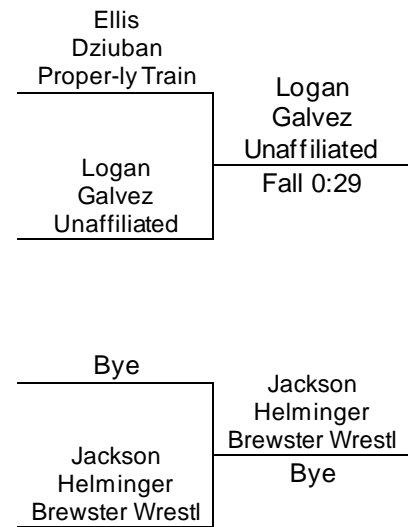 Ellis
Dziuban
Proper-ly Train
Logan
Galvez
Unaffiliated
Logan
Galvez
Unaffiliated
Fall 0:29
Bye
Jackson
Helminger
Brewster Wrestl
Jackson
Helminger
Brewster Wrestl
Bye